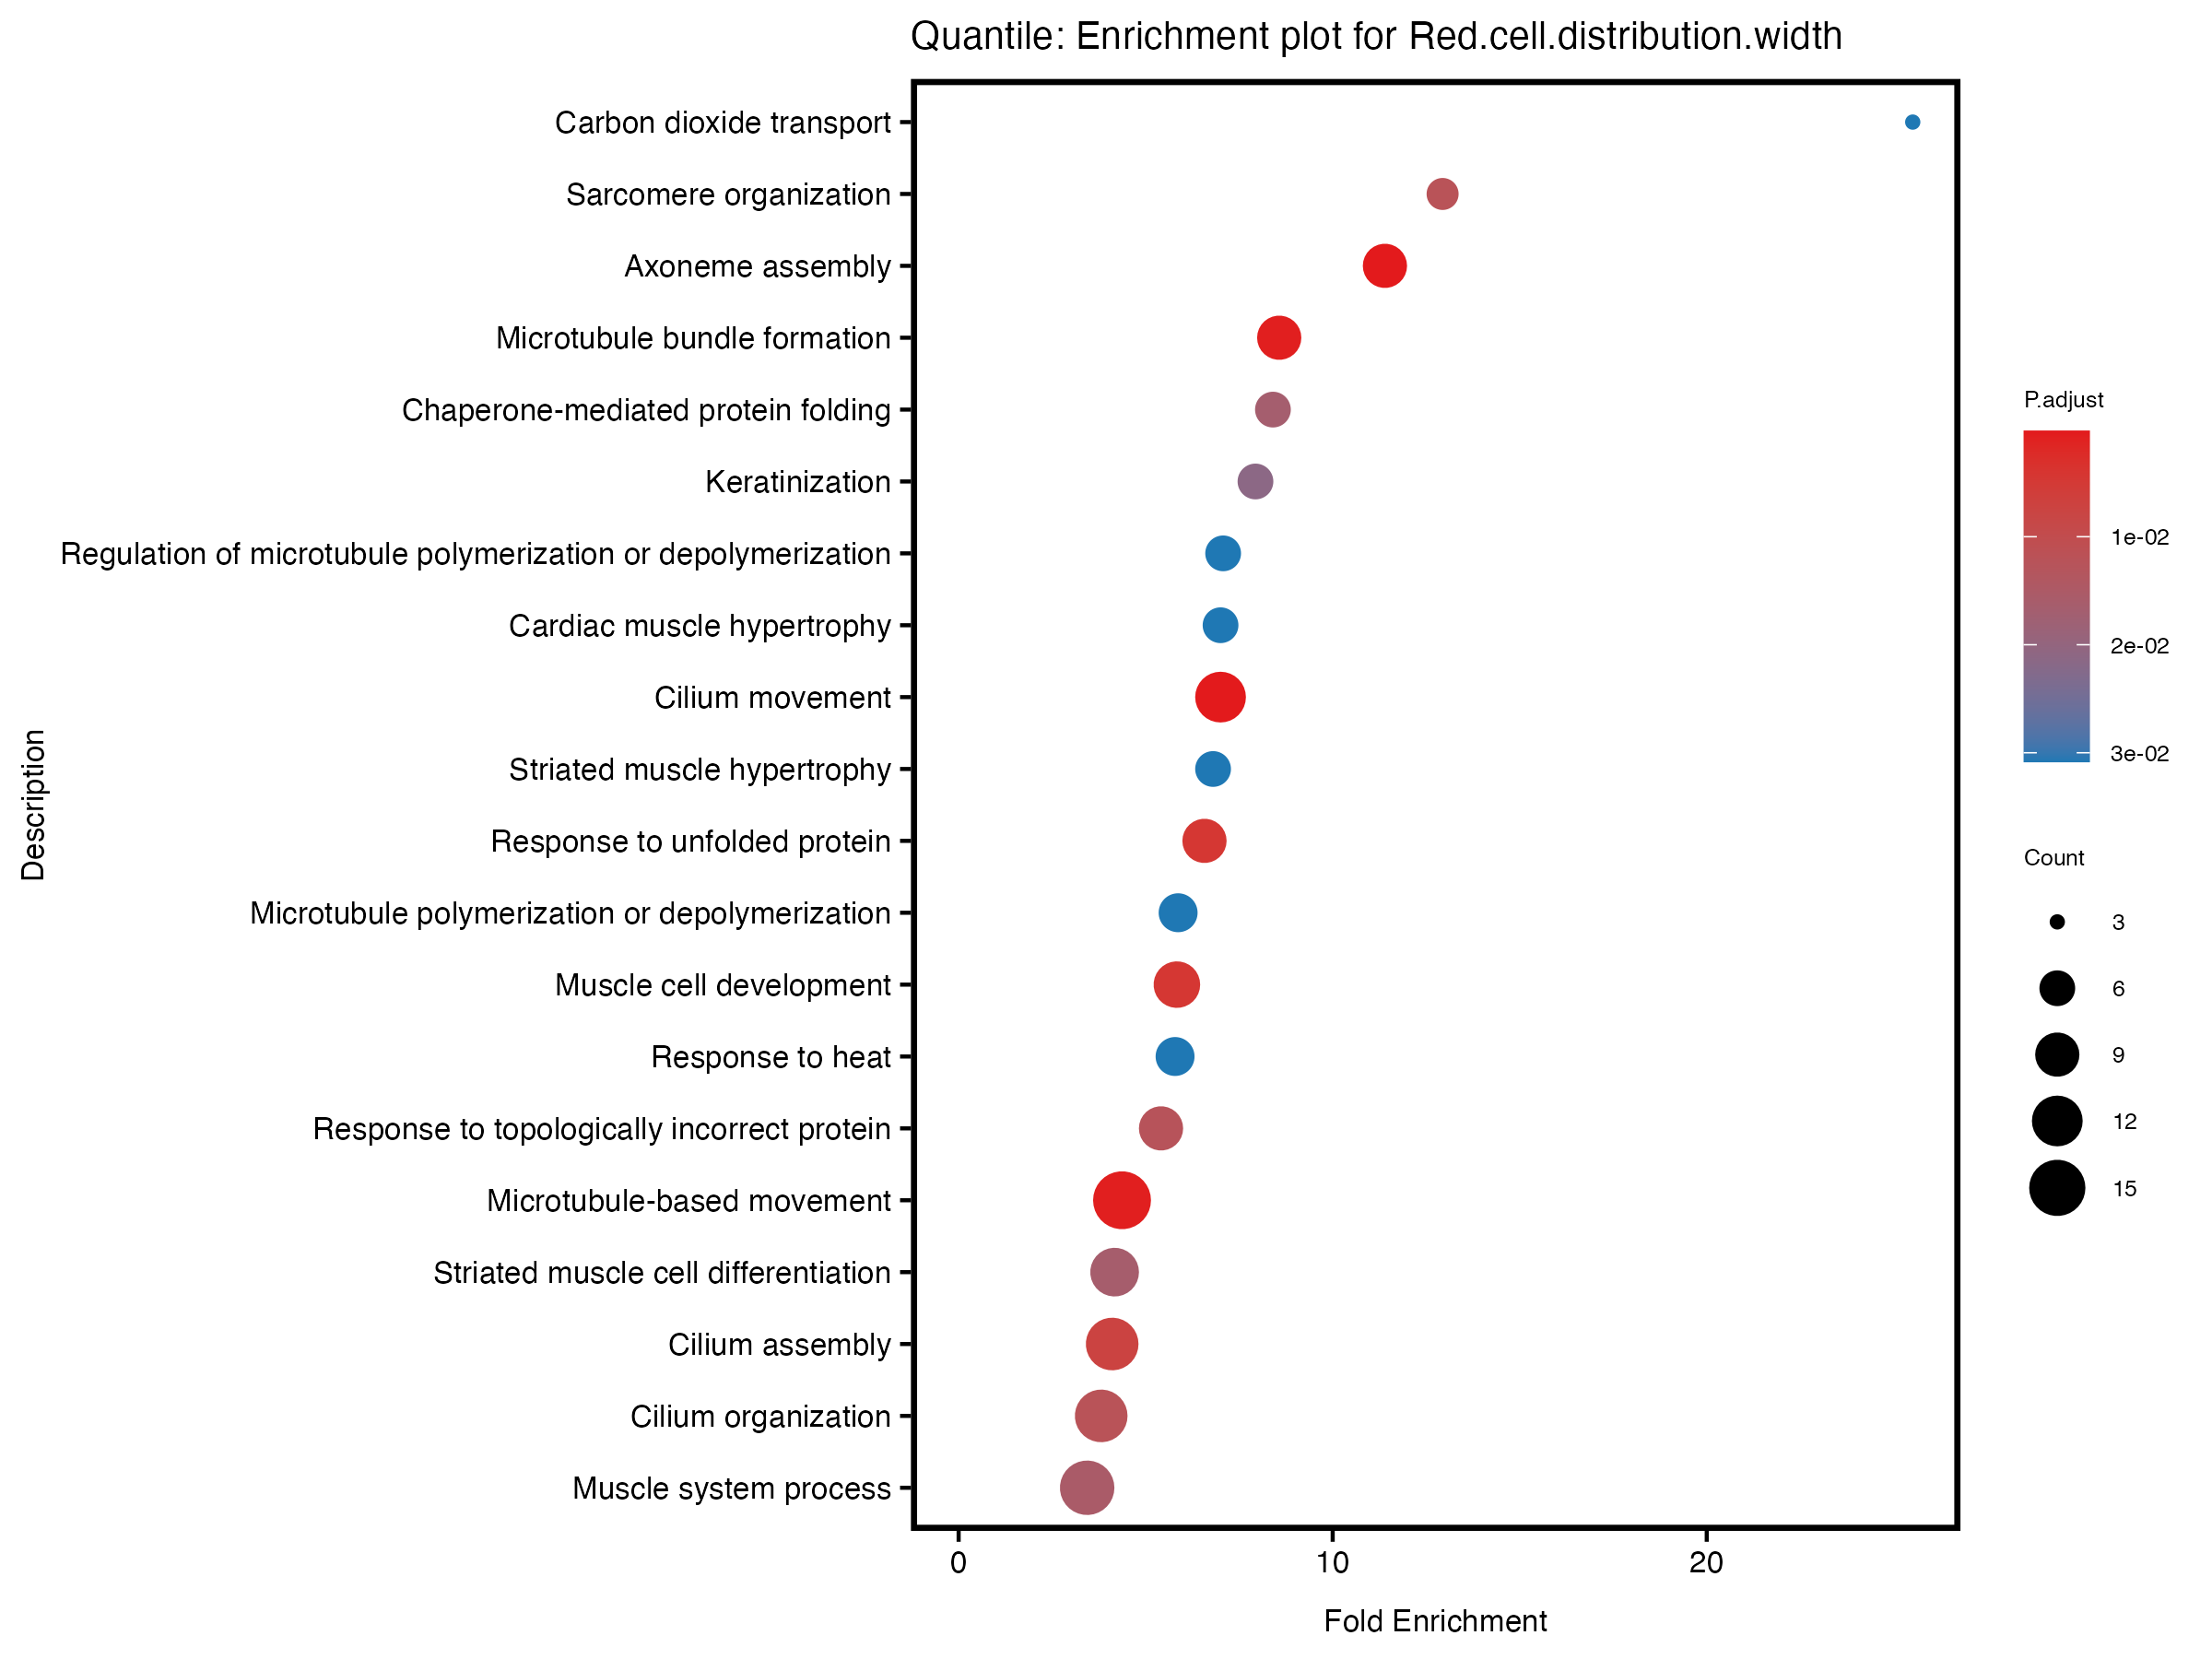 Quantile: Enrichment plot for Red.cell.distribution.width
Description
Carbon dioxide transport
Sarcomere organization
Axoneme assembly
Microtubule bundle formation
Chaperone-mediated protein folding
Keratinization
Regulation of microtubule polymerization or depolymerization
Cardiac muscle hypertrophy
Cilium movement
Striated muscle hypertrophy
Response to unfolded protein
Microtubule polymerization or depolymerization
Muscle cell development
Response to heat
Response to topologically incorrect protein
Microtubule-based movement
Striated muscle cell differentiation
Cilium assembly
Cilium organization
Muscle system process
0 10 20
Fold Enrichment
P.adjust
1e-02
2e-02
3e-02
Count
3
6
9
12
15